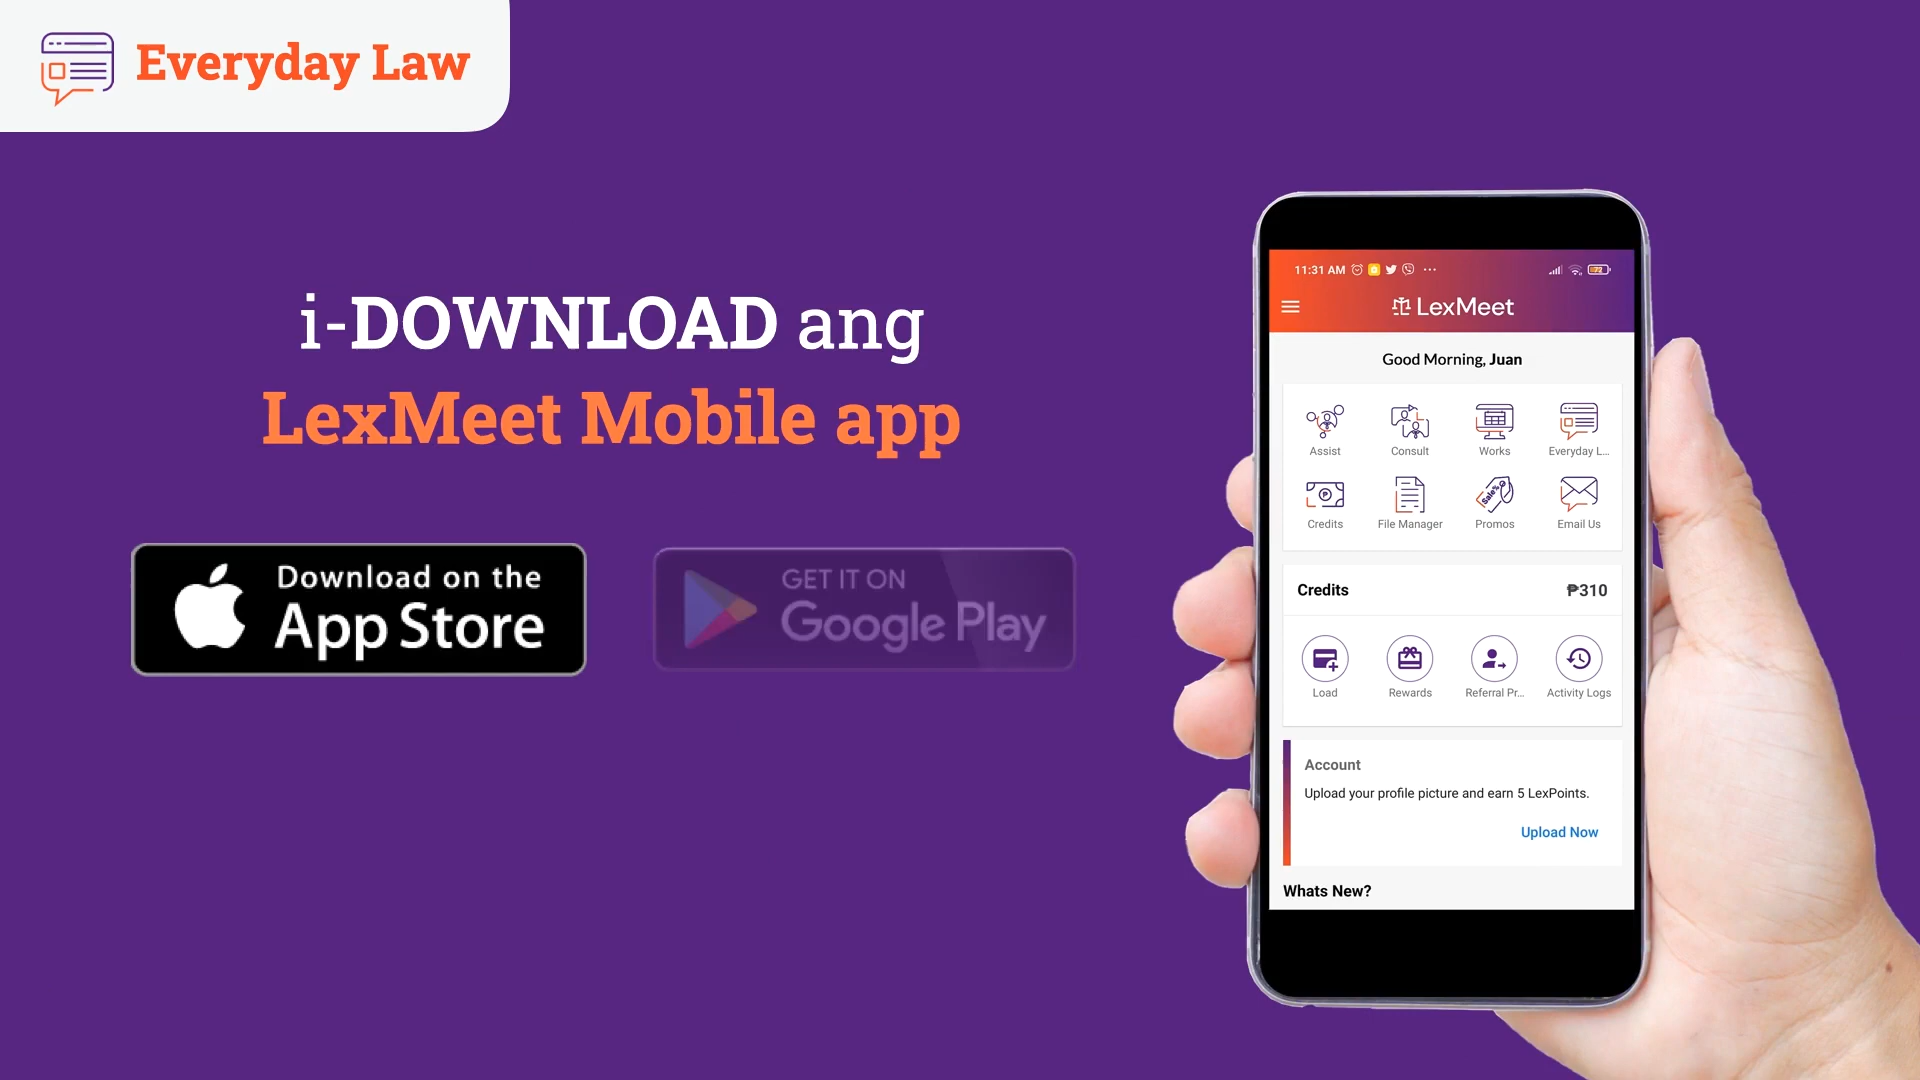 Everyday Law
i-DOWNLOAD ang
LexMeet Mobile app
Download on the
App Store
GET IT ON
Google Play
11:31 AM
72
LexMeet
Good Morning, Juan
Assist
Consult
Works
Everyday L...
Sale%
Credits
File Manager
Promos
Email Us
Credits
₱310
Load
Rewards
Referral Pr...
Activity Logs
Account
Upload your profile picture and earn 5 LexPoints.
Upload Now
Whats New?